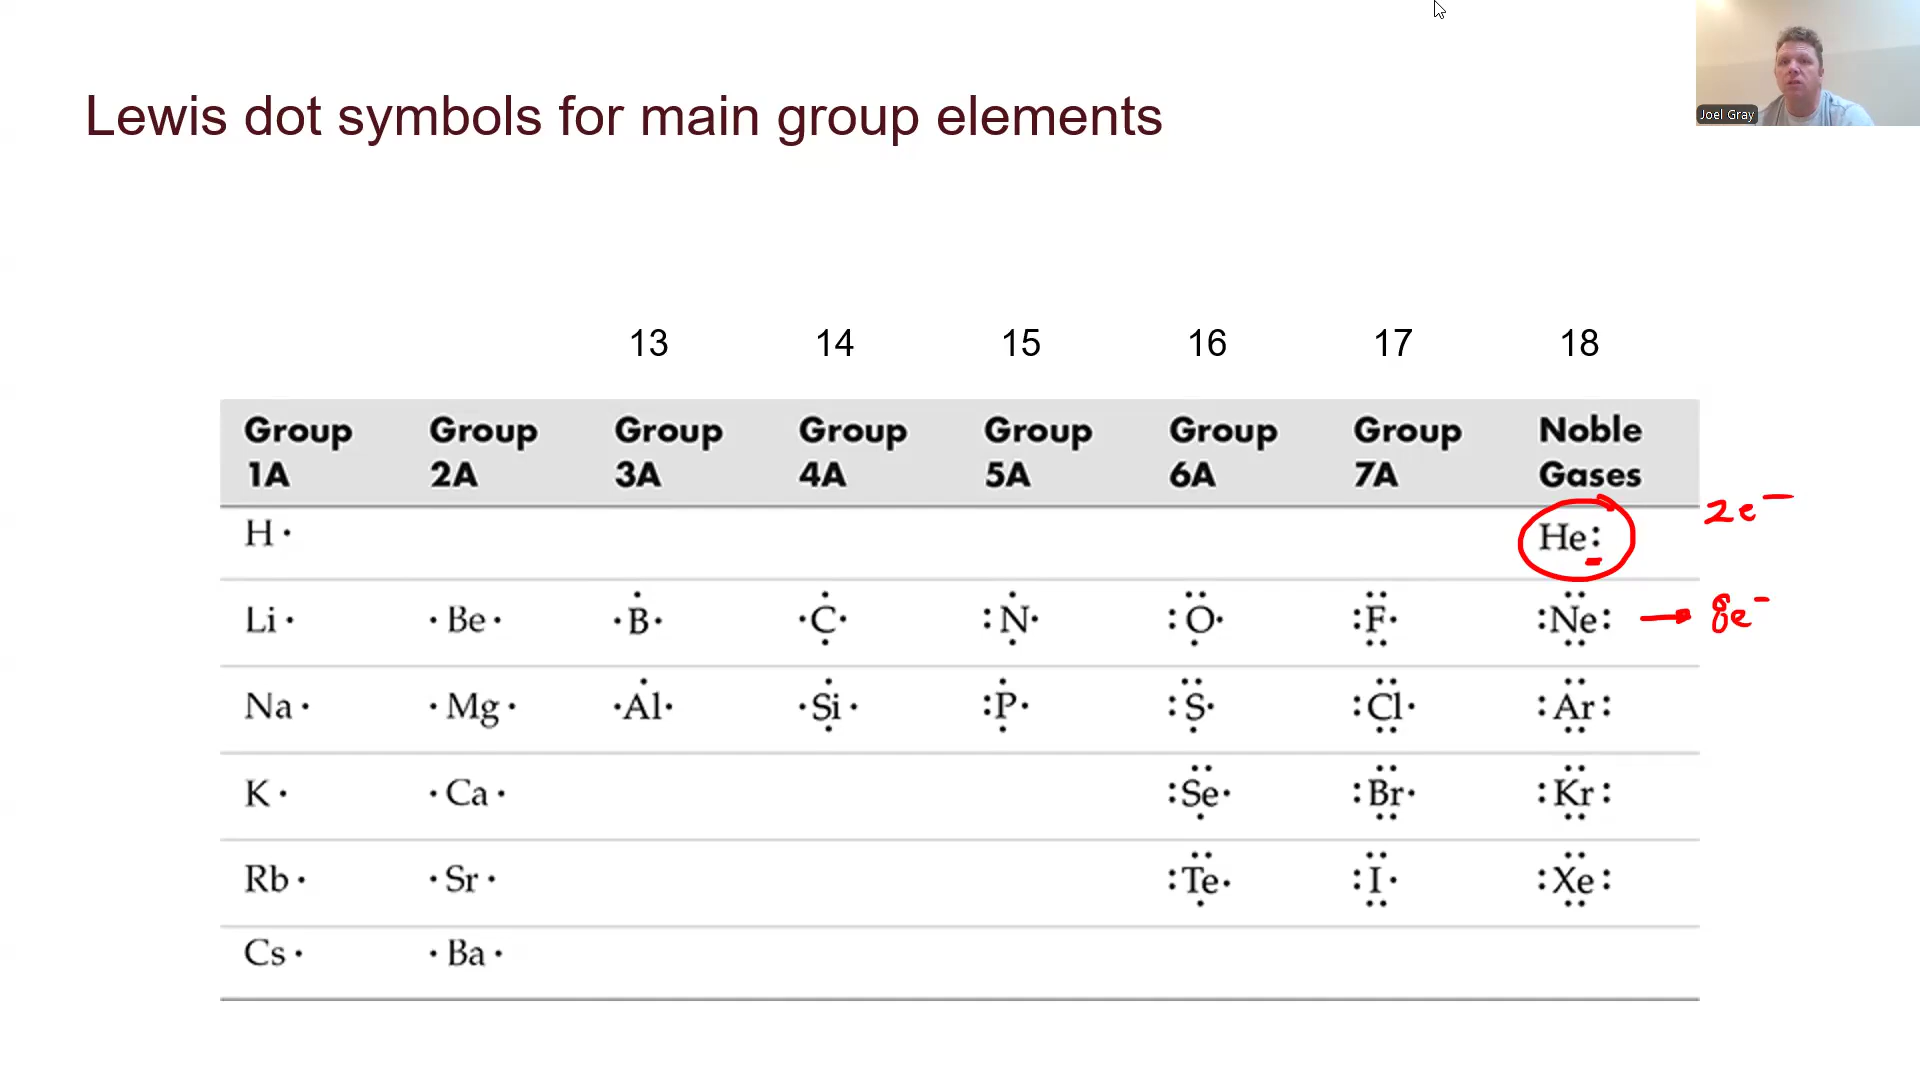 Joel Gray
Lewis dot symbols for main group elements
13 14 15 16 17 18
Group 1A Group 2A Group 3A Group 4A Group 5A Group 6A Group 7A Noble Gases
H· He: 2e⁻
Li· ·Be· ·B· ·C· :N· :O· :F· :Ne: → 8e⁻
Na· ·Mg· ·Al· ·Si· :P· :S· :Cl· :Ar:
K· ·Ca· :Se· :Br· :Kr:
Rb· ·Sr· :Te· :I· :Xe:
Cs· ·Ba·